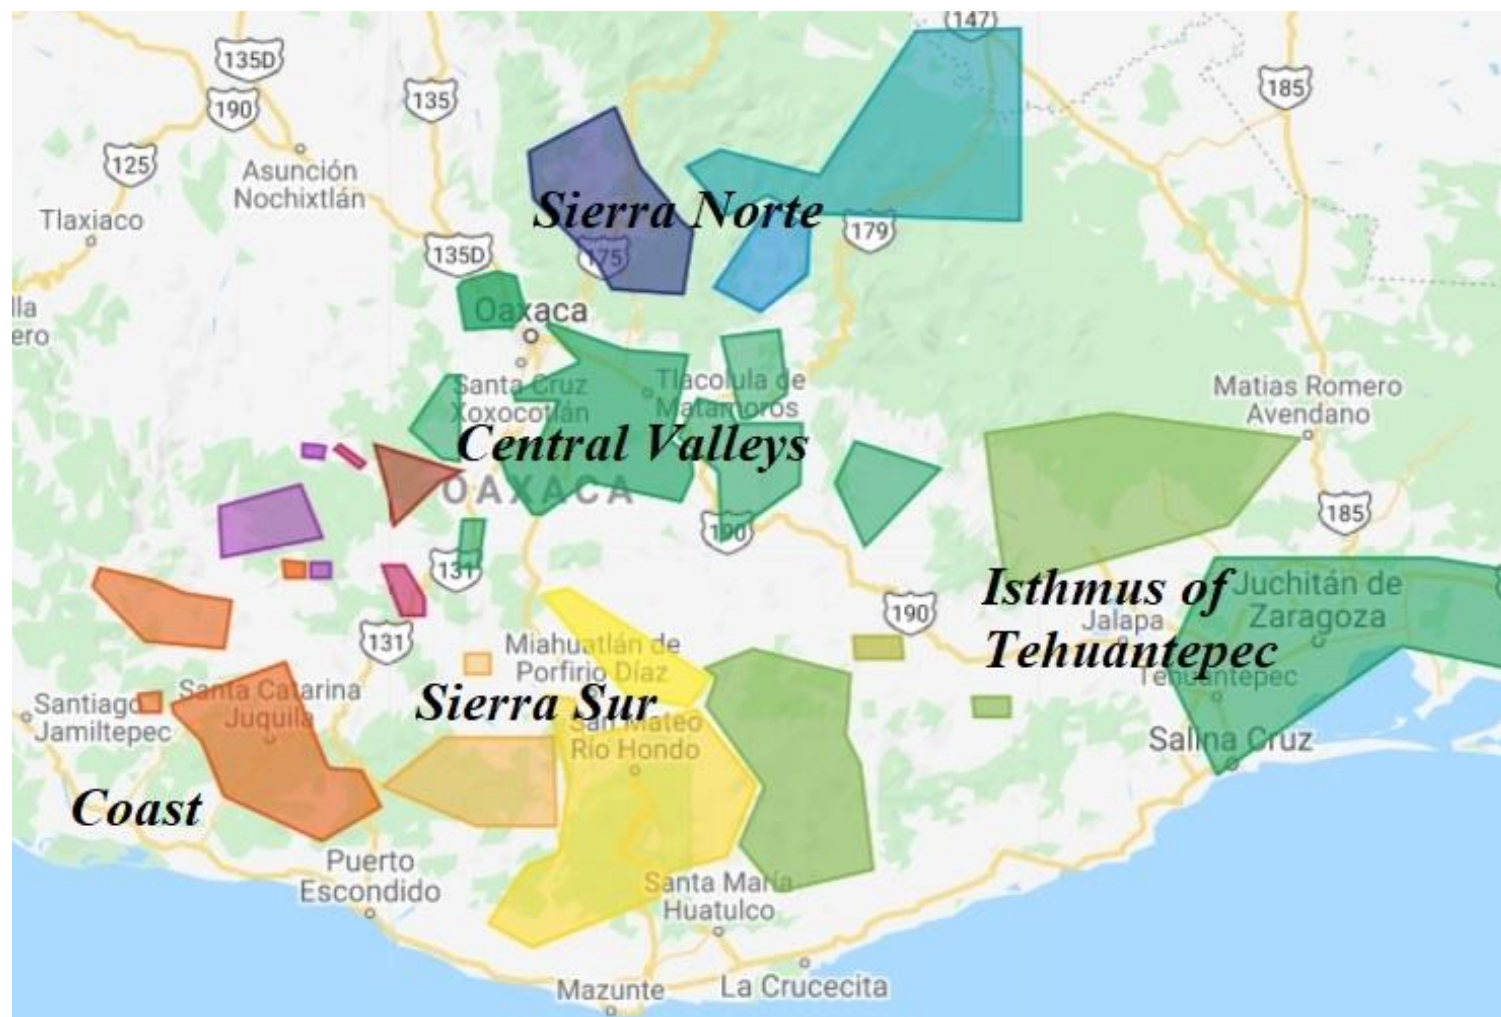 147
135D
190
135
185
125
Asunción
Nochixtlán
Tlaxiaco
Sierra Norte
179
135D
175
lla
ero
Oaxaca
Santa Cruz
Xoxocotlán
Tlacolula de
Matamoros
Matias Romero
Avendano
Central Valleys
OAXACA
185
190
131
Isthmus of
Tehuantepec
Juchitán de
Zaragoza
190
Jalapa
131
Miahuatlán de
Porfirio Díaz
Tehuantepec
Santiago
Jamiltepec
Santa Catarina
Juquila
Sierra Sur
San Mateo
Rio Hondo
Salina Cruz
Coast
Puerto
Escondido
Santa María
Huatulco
Mazunte
La Crucecita